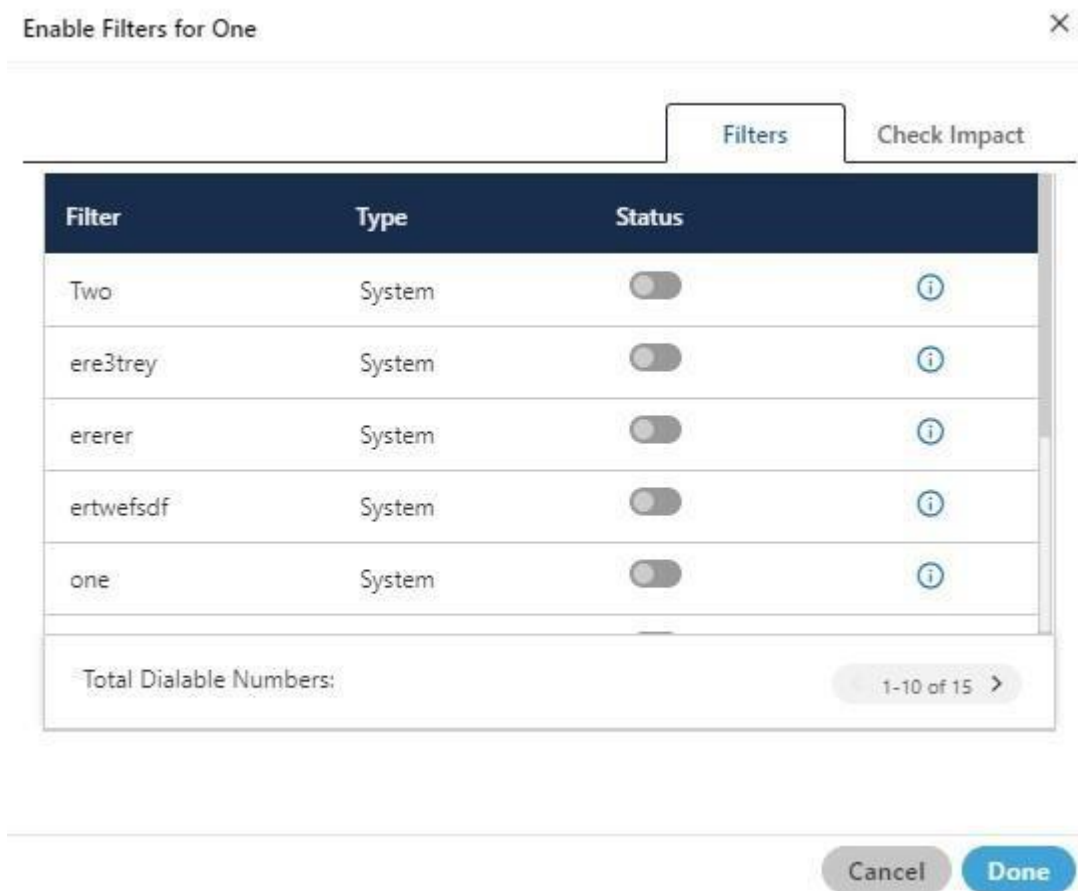 Enable Filters for One
Filters Check Impact
Filter Type Status
Two System
ere3trey System
ererer System
ertwefsdf System
one System
Total Dialable Numbers: 1-10 of 15
Cancel Done